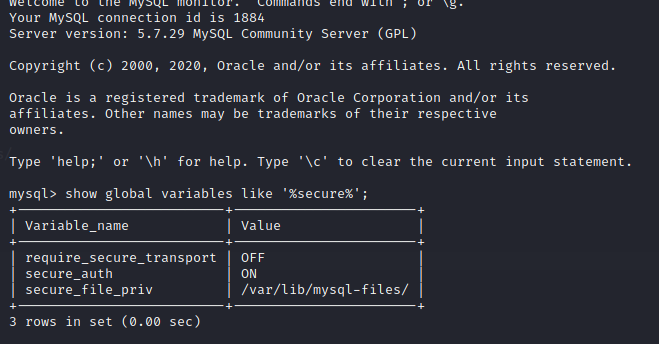 Welcome to the MySQL monitor.  Commands end with ; or \g.
Your MySQL connection id is 1884
Server version: 5.7.29 MySQL Community Server (GPL)
Copyright (c) 2000, 2020, Oracle and/or its affiliates. All rights reserved.
Oracle is a registered trademark of Oracle Corporation and/or its
affiliates. Other names may be trademarks of their respective
owners.
Type 'help;' or '\h' for help. Type '\c' to clear the current input statement.
mysql> show global variables like '%secure%';
+--------------------------+-----------------------+
| Variable_name            | Value                 |
+--------------------------+-----------------------+
| require_secure_transport | OFF                   |
| secure_auth              | ON                    |
| secure_file_priv         | /var/lib/mysql-files/ |
+--------------------------+-----------------------+
3 rows in set (0.00 sec)